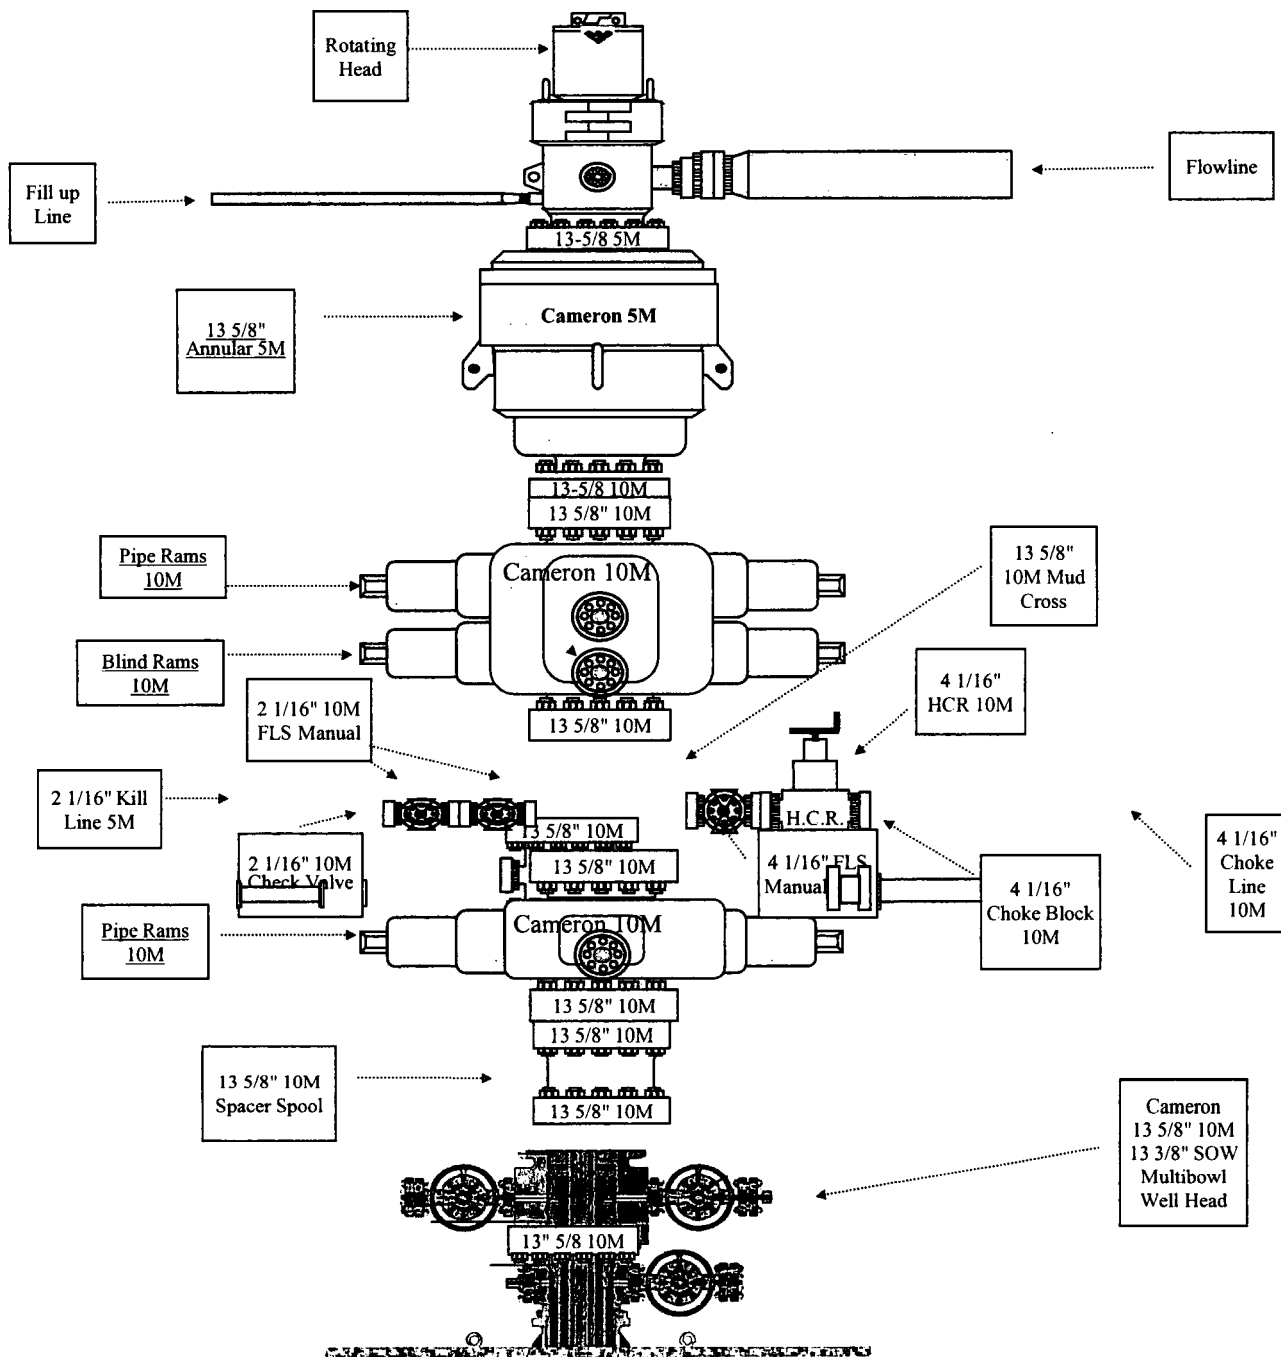 Rotating
Head
Flowline
Fill up
Line
13-5/8 5M
Cameron 5M
13 5/8"
Annular 5M
13-5/8 10M
13 5/8" 10M
Pipe Rams
10M
Cameron 10M
13 5/8"
10M Mud
Cross
Blind Rams
10M
4 1/16"
HCR 10M
2 1/16" 10M
FLS Manual
13 5/8" 10M
2 1/16" Kill
Line 5M
H.C.R.
13 5/8" 10M
4 1/16"
Choke
Line
10M
2 1/16" 10M
Check Valve
13 5/8" 10M
4 1/16" FLS
Manual
4 1/16"
Choke Block
10M
Pipe Rams
10M
Cameron 10M
13 5/8" 10M
13 5/8" 10M
13 5/8" 10M
Spacer Spool
13 5/8" 10M
Cameron
13 5/8" 10M
13 3/8" SOW
Multibowl
Well Head
13" 5/8 10M